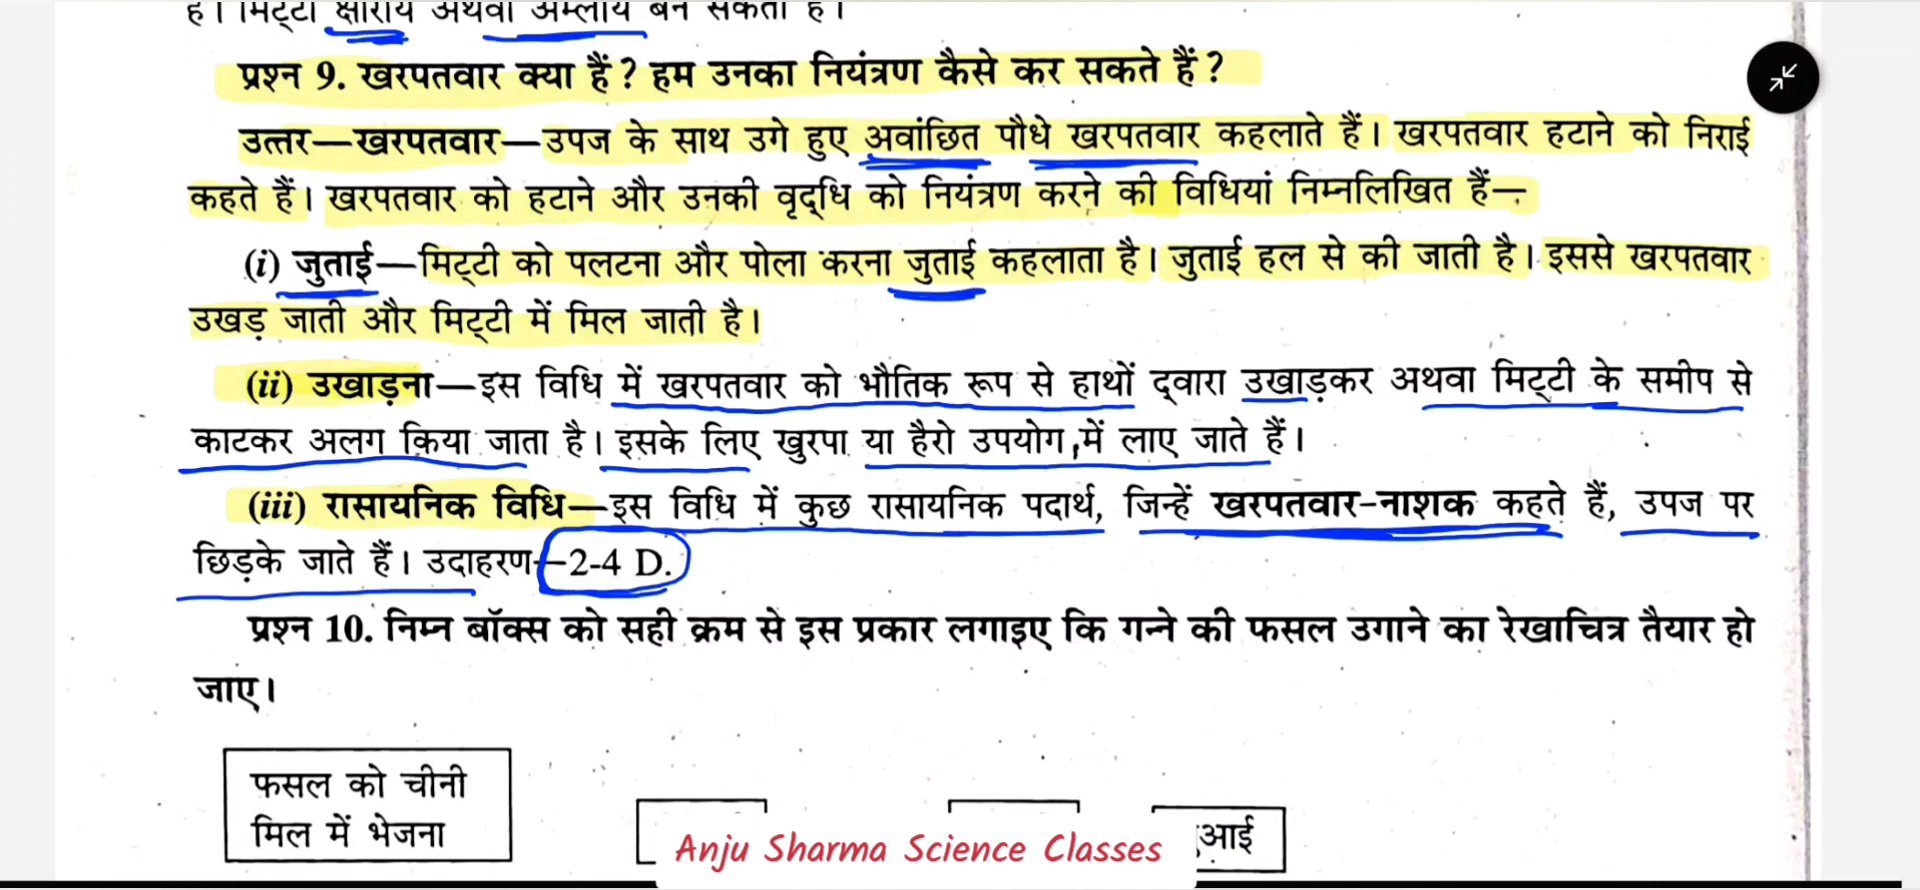 है। मिट्टी क्षारीय अथवा अम्लीय बन सकती है।
प्रश्न 9. खरपतवार क्या हैं? हम उनका नियंत्रण कैसे कर सकते हैं?
उत्तर—खरपतवार—उपज के साथ उगे हुए अवांछित पौधे खरपतवार कहलाते हैं। खरपतवार हटाने को निराई
कहते हैं। खरपतवार को हटाने और उनकी वृद्धि को नियंत्रण करने की विधियां निम्नलिखित हैं—
(i) जुताई—मिट्टी को पलटना और पोला करना जुताई कहलाता है। जुताई हल से की जाती है। इससे खरपतवार
उखड़ जाती और मिट्टी में मिल जाती है।
(ii) उखाड़ना—इस विधि में खरपतवार को भौतिक रूप से हाथों द्वारा उखाड़कर अथवा मिट्टी के समीप से
काटकर अलग किया जाता है। इसके लिए खुरपा या हैरो उपयोग में लाए जाते हैं।
(iii) रासायनिक विधि—इस विधि में कुछ रासायनिक पदार्थ, जिन्हें खरपतवार-नाशक कहते हैं, उपज पर
छिड़के जाते हैं। उदाहरण—2-4 D.
प्रश्न 10. निम्न बॉक्स को सही क्रम से इस प्रकार लगाइए कि गन्ने की फसल उगाने का रेखाचित्र तैयार हो
जाए।
फसल को चीनी
मिल में भेजना
Anju Sharma Science Classes